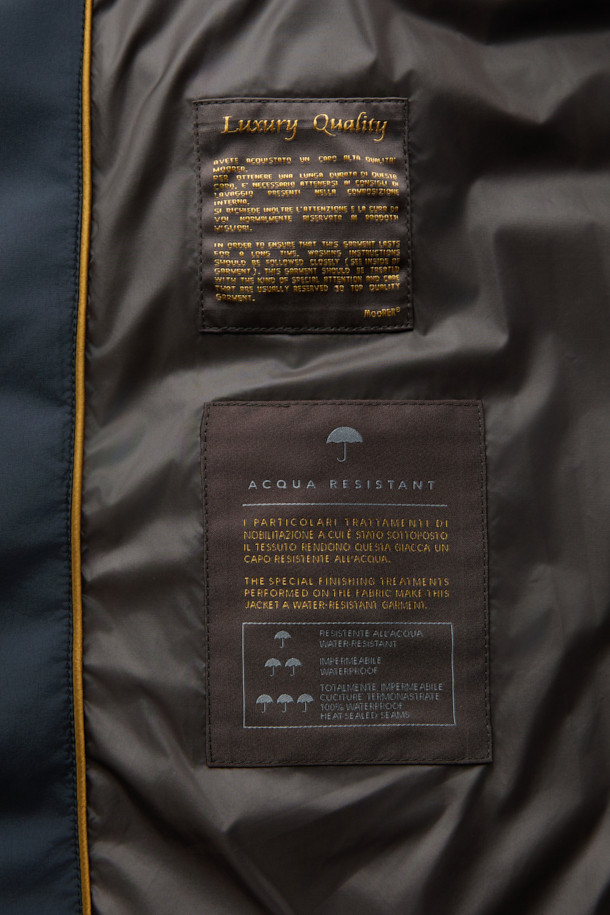 Luxury Quality
AVETE ACQUISTATO UN CAPO ALTA QUALITA'
MOORER.
PER OTTENERE UNA LUNGA DURATA DI QUESTO
CAPO, E' NECESSARIO ATTENERSI AI CONSIGLI DI
LAVAGGIO PRESENTI NELLA COMPOSIZIONE
INTERNA.
SI RICHIEDE INOLTRE L'ATTENZIONE E LA CURA DA
VOI NORMALMENTE RISERVATA AI PRODOTTI
MIGLIORI.
IN ORDER TO ENSURE THAT THIS GARMENT LASTS
FOR A LONG TIME, WASHING INSTRUCTIONS
SHOULD BE FOLLOWED CLOSELY (SEE INSIDE OF
GARMENT). THIS GARMENT SHOULD BE TREATED
WITH THE KIND OF SPECIAL ATTENTION AND CARE
THAT ARE USUALLY RESERVED TO TOP QUALITY
GARMENT.
MOORER®
ACQUA RESISTANT
I PARTICOLARI TRATTAMENTI DI
NOBILITAZIONE A CUI É STATO SOTTOPOSTO
IL TESSUTO RENDONO QUESTA GIACCA UN
CAPO RESISTENTE ALL'ACQUA.
THE SPECIAL FINISHING TREATMENTS
PERFORMED ON THE FABRIC MAKE THIS
JACKET A WATER-RESISTANT GARMENT.
RESISTENTE ALL'ACQUA
WATER RESISTANT
IMPERMEABILE
WATERPROOF
TOTALMENTE IMPERMEABILE
CUCITURE TERMONASTRATE
100% WATERPROOF
HEAT-SEALED SEAMS